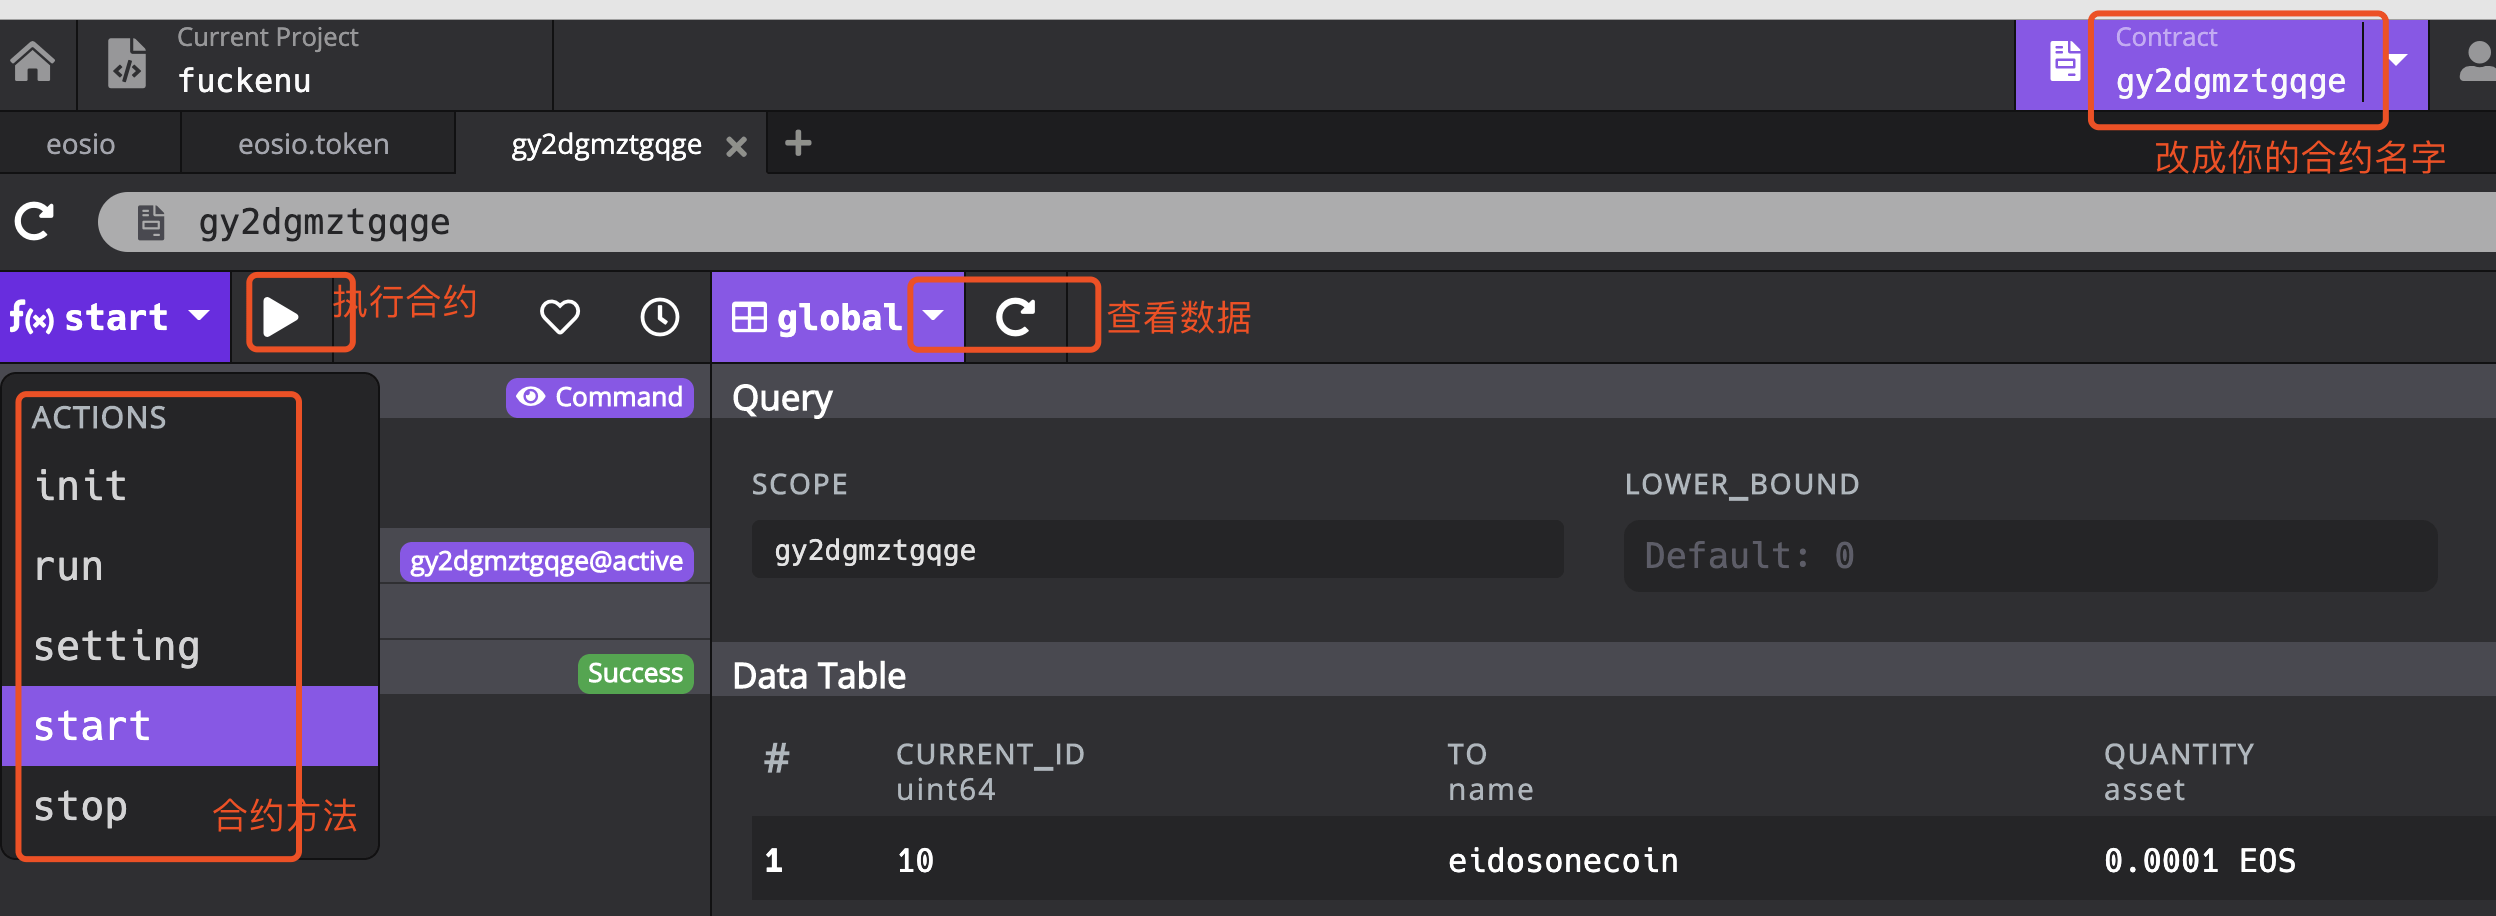 Current Project
fuckenu
Contract
gy2dgmztgqge
eosio
eosio.token
gy2dgmztgqge
改成你的合约名字
gy2dgmztgqge
f(x) start
执行合约
global
查看数据
Command
Query
ACTIONS
init
run
setting
start
stop
合约方法
gy2dgmztgqge@active
Success
SCOPE
LOWER_BOUND
gy2dgmztgqge
Default: 0
Data Table
#
CURRENT_ID
TO
QUANTITY
uint64
name
asset
1
10
eidosonecoin
0.0001 EOS